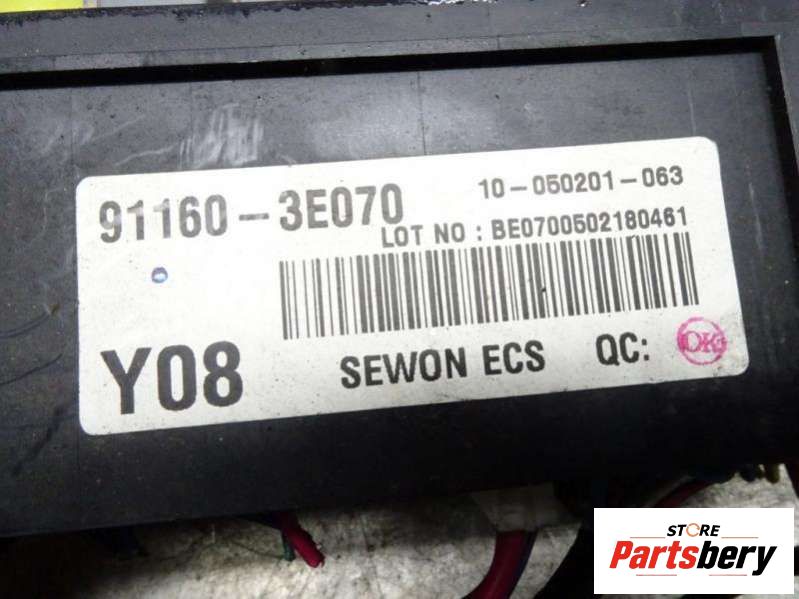 91160-3E070
10-050201-063
LOT NO : BE0700502180461
Y08
SEWON ECS
QC: OK
STORE
Partsbery